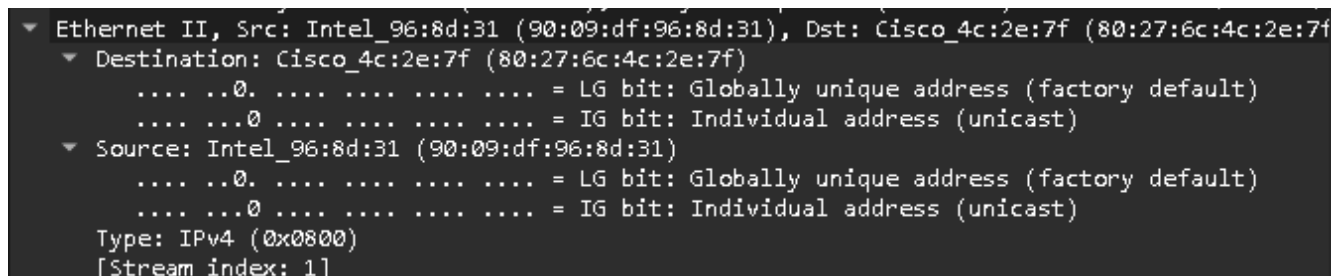 Ethernet II, Src: Intel_96:8d:31 (90:09:df:96:8d:31), Dst: Cisco_4c:2e:7f (80:27:6c:4c:2e:7f
Destination: Cisco_4c:2e:7f (80:27:6c:4c:2e:7f)
.... ..0. .... .... .... .... = LG bit: Globally unique address (factory default)
.... ...0 .... .... .... .... = IG bit: Individual address (unicast)
Source: Intel_96:8d:31 (90:09:df:96:8d:31)
.... ..0. .... .... .... .... = LG bit: Globally unique address (factory default)
.... ...0 .... .... .... .... = IG bit: Individual address (unicast)
Type: IPv4 (0x0800)
[Stream index: 1]